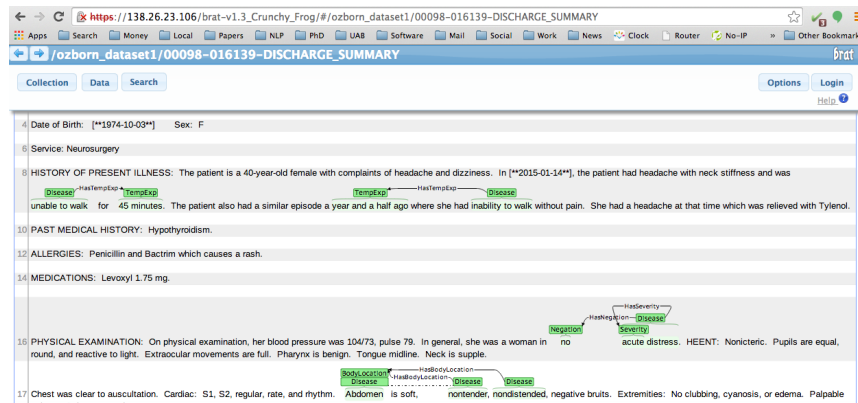 https://138.26.23.106/brat-v1.3_Crunchy_Frog/#/ozborn_dataset1/00098-016139-DISCHARGE_SUMMARY
Apps Search Money Local Papers NLP PhD UAB Software Mail Social Work News Clock Router No-IP » Other Bookmark
/ozborn_dataset1/00098-016139-DISCHARGE_SUMMARY brat
Collection Data Search Options Login
Help
4 Date of Birth: [**1974-10-03**] Sex: F
6 Service: Neurosurgery
8 HISTORY OF PRESENT ILLNESS: The patient is a 40-year-old female with complaints of headache and dizziness. In [**2015-01-14**], the patient had headache with neck stiffness and was
Disease HasTempExp TempExp TempExp HasTempExp Disease
unable to walk for 45 minutes. The patient also had a similar episode a year and a half ago where she had inability to walk without pain. She had a headache at that time which was relieved with Tylenol.
10 PAST MEDICAL HISTORY: Hypothyroidism.
12 ALLERGIES: Penicillin and Bactrim which causes a rash.
14 MEDICATIONS: Levoxyl 1.75 mg.
HasSeverity
HasNegation Disease
Negation Severity
16 PHYSICAL EXAMINATION: On physical examination, her blood pressure was 104/73, pulse 79. In general, she was a woman in no acute distress. HEENT: Nonicteric. Pupils are equal,
round, and reactive to light. Extraocular movements are full. Pharynx is benign. Tongue midline. Neck is supple.
HasBodyLocation
BodyLocation HasBodyLocation
Disease Disease Disease
17 Chest was clear to auscultation. Cardiac: S1, S2, regular, rate, and rhythm. Abdomen is soft, nontender, nondistended, negative bruits. Extremities: No clubbing, cyanosis, or edema. Palpable